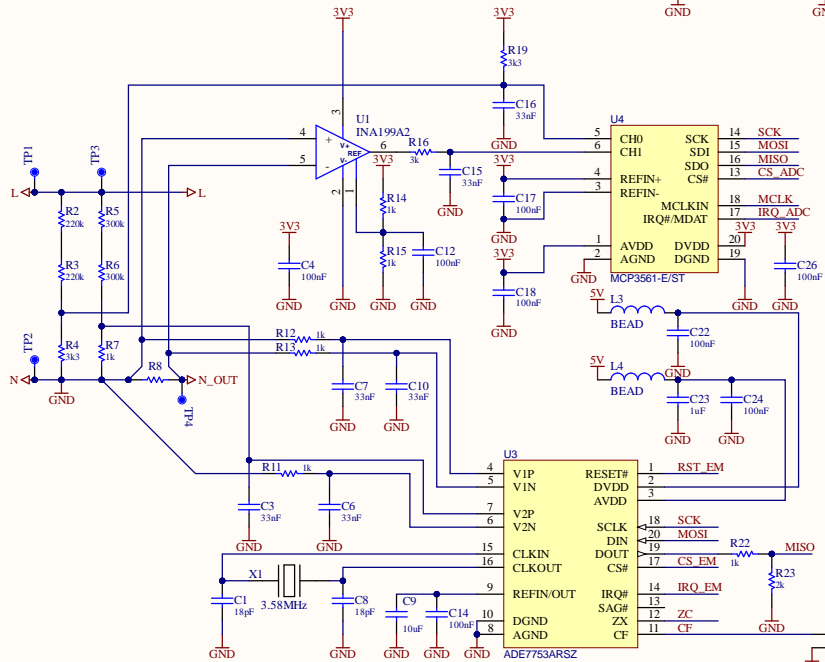 GND
GND
3V3
3V3
R19
3k3
C16
33nF
GND
U1
INA199A2
3
4
5
+
-
V+
REF
V-
6
2
1
R16
3k
C15
33nF
GND
3V3
R14
1k
R15
1k
C12
100nF
GND
GND
GND
3V3
C4
100nF
GND
TP1
TP3
L
L
R2
220k
R5
300k
R3
220k
R6
300k
R4
3k3
R7
1k
TP2
N
GND
R8
N_OUT
TP4
3V3
C17
100nF
GND
3V3
C18
100nF
GND
U4
5
CH0
6
CH1
4
REFIN+
3
REFIN-
1
AVDD
2
AGND
GND
SCK
14
SCK
SDI
15
MOSI
SDO
16
MISO
CS#
13
CS_ADC
MCLKIN
18
MCLK
IRQ#/MDAT
17
IRQ_ADC
DVDD
20
3V3
DGND
19
GND
MCP3561-E/ST
3V3
C26
100nF
GND
5V
L3
BEAD
C22
100nF
GND
5V
L4
BEAD
C23
1uF
GND
C24
100nF
GND
R12
1k
R13
1k
C7
33nF
GND
C10
33nF
GND
R11
1k
C3
33nF
GND
C6
33nF
GND
X1
3.58MHz
C1
18pF
GND
C8
18pF
GND
C9
10uF
GND
C14
100nF
GND
GND
U3
4
V1P
5
V1N
7
V2P
6
V2N
15
CLKIN
16
CLKOUT
9
REFIN/OUT
10
DGND
8
AGND
RESET#
1
RST_EM
DVDD
2
AVDD
3
SCLK
18
SCK
DIN
20
MOSI
DOUT
19
CS#
17
CS_EM
IRQ#
14
IRQ_EM
SAG#
13
ZX
12
ZC
CF
11
CF
ADE7753ARSZ
R22
1k
MISO
R23
2k
GND